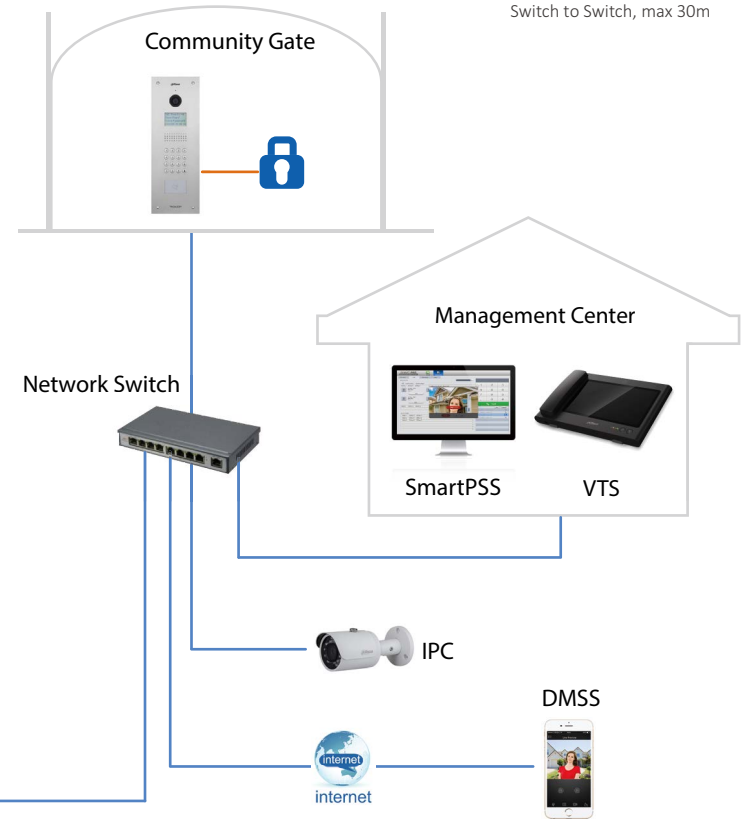 Switch to Switch, max 30m
Community Gate
Management Center
Network Switch
SmartPSS
VTS
IPC
DMSS
internet
internet